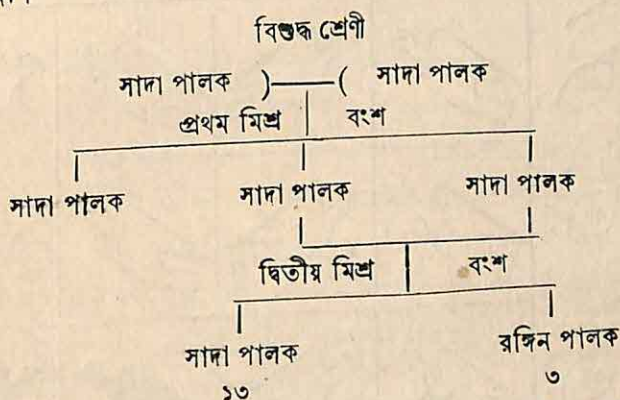 বিশুদ্ধ শ্রেণী
সাদা পালক )—( সাদা পালক
প্রথম মিশ্র বংশ
সাদা পালক সাদা পালক সাদা পালক
দ্বিতীয় মিশ্র বংশ
সাদা পালক রঙ্গিন পালক
১৩ ৩